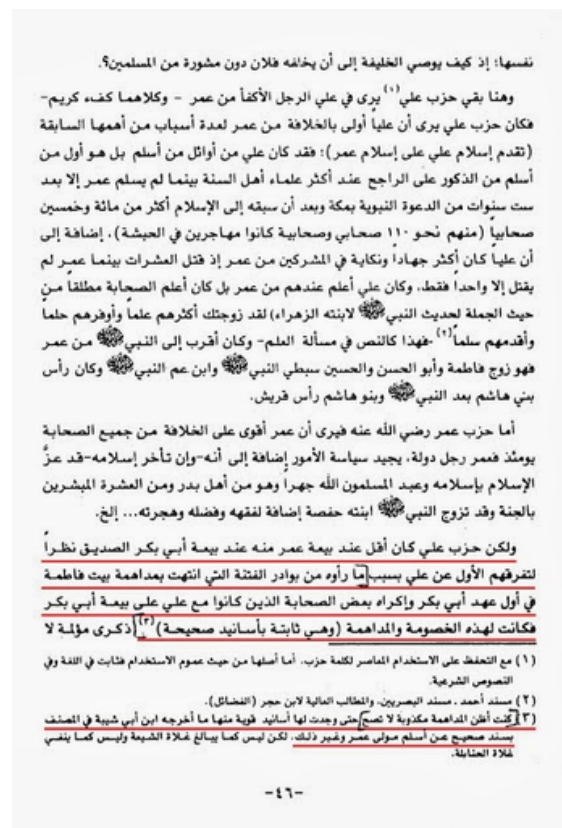 نفسها؛ إذ كيف يوصي الخليفة إلى أن يخلفه فلان دون مشورة من المسلمين؟.
وهنا بقي حزب علي(١) يرى في علي الرجل الأكفأ من عمر - وكلاهما كفء كريم-
فكان حزب علي يرى أن علياً أولى بالخلافة من عمر لعدة أسباب من أهمها السابقة
(تقدم إسلام علي على إسلام عمر)؛ فقد كان علي من أوائل من أسلم بل هو أول من
أسلم من الذكور على الراجح عند أكثر علماء أهل السنة بينما لم يسلم عمر إلا بعد
ست سنوات من الدعوة النبوية بمكة وبعد أن سبقه إلى الإسلام أكثر من مائة وخمسين
صحابياً (منهم نحو ١١٠ صحابي وصحابية كانوا مهاجرين في الحبشة)، إضافة إلى
أن علياً كان أكثر جهاداً ونكاية في المشركين من عمر إذ قتل العشرات بينما عمر لم
يقتل إلا واحداً فقط، وكان علي أعلم عندهم من عمر بل كان أعلم الصحابة مطلقاً من
حيث الجملة لحديث النبي ﷺ لابنته الزهراء) لقد زوجتك أكثرهم علماً وأوفرهم حلماً
وأقدمهم سلماً(٢) -فهذا كالنص في مسألة العلم- وكان أقرب إلى النبي ﷺ من عمر
فهو زوج فاطمة وأبو الحسن والحسين سبطي النبي ﷺ وابن عم النبي ﷺ وكان رأس
بني هاشم بعد النبي ﷺ وبنو هاشم رأس قريش.
أما حزب عمر رضي الله عنه فيرى أن عمر أقوى على الخلافة من جميع الصحابة
يومئذ فعمر رجل دولة، يجيد سياسة الأمور إضافة إلى أنه-وإن تأخر إسلامه-قد عزَّ
الإسلام بإسلامه وعبد المسلمون الله جهراً وهو من أهل بدر ومن العشرة المبشرين
بالجنة وقد تزوج النبي ﷺ ابنته حفصة إضافة لفقهه وفضله وهجرته... إلخ.
ولكن حزب علي كان أقل عند بيعة عمر منه عند بيعة أبي بكر الصديق نظراً
لتفرقهم الأول عن علي بسبب ما رأوه من بوادر الفتنة التي انتهت بمداهمة بيت فاطمة
في أول عهد أبي بكر وإكراه بعض الصحابة الذين كانوا مع علي على بيعة أبي بكر
فكانت لهذه الخصومة والمداهمة (وهي ثابتة بأسانيد صحيحة)(٣) ذكرى مؤلمة لا
(١) مع التحفظ على الاستخدام المعاصر لكلمة حزب، أما أصلها من حيث عموم الاستخدام فثابت في اللغة وفي
النصوص الشرعية.
(٢) مسند أحمد ، مسند البصريين، والمطالب العالية لابن حجر (الفضائل).
(٣) كنت أظن المداهمة مكذوبة لا تصح حتى وجدت لها أسانيد قوية منها ما أخرجه ابن أبي شيبة في المصنف
بسند صحيح عن أسلم مولى عمر وغير ذلك، لكن ليس كما يبالغ غلاة الشيعة وليس كما ينفي
غلاة الحنابلة.
-٤٦-